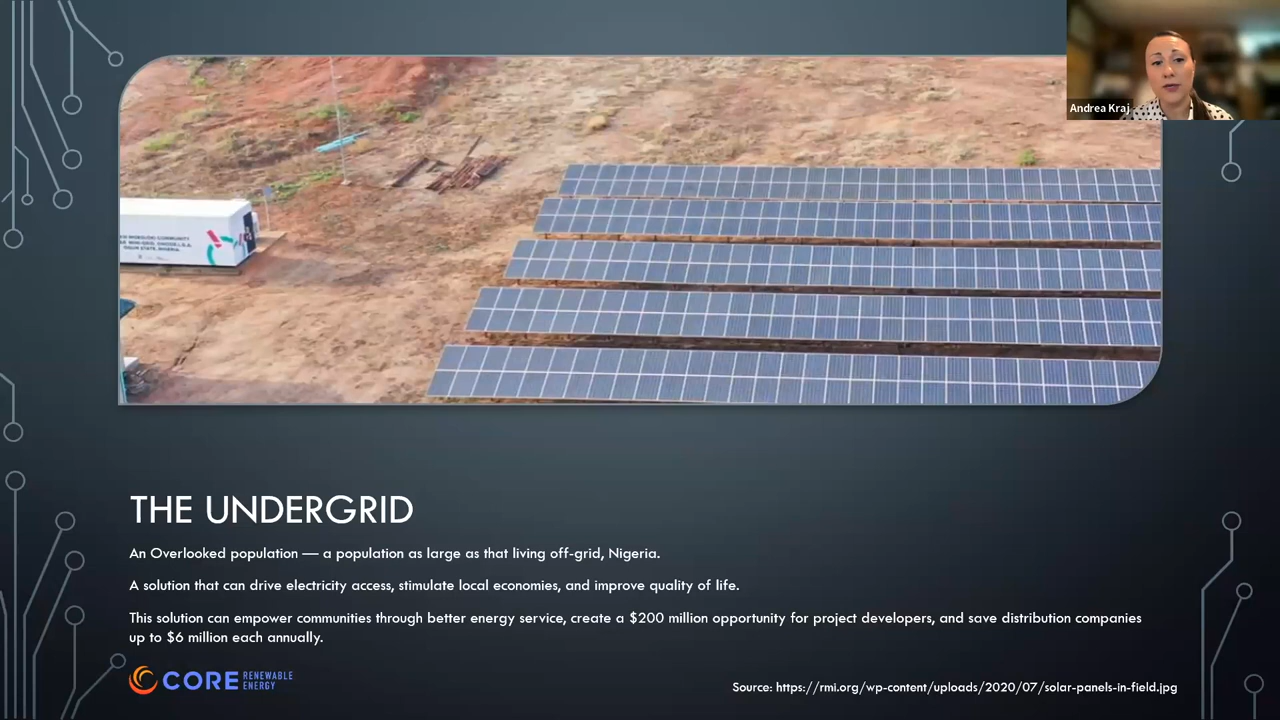 Andrea Kraj
THE UNDERGRID
An Overlooked population — a population as large as that living off-grid, Nigeria.
A solution that can drive electricity access, stimulate local economies, and improve quality of life.
This solution can empower communities through better energy service, create a $200 million opportunity for project developers, and save distribution companies
up to $6 million each annually.
CORE RENEWABLE
ENERGY
Source: https://rmi.org/wp-content/uploads/2020/07/solar-panels-in-field.jpg